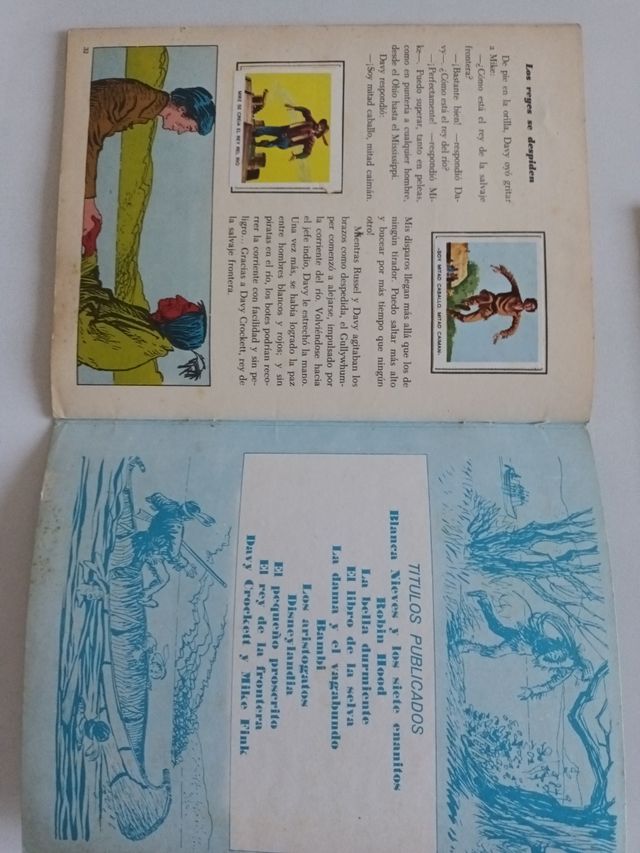 Los reyes se despiden
De pie en la orilla, Davy oyó gritar
a Mike:
—¿Cómo está el rey de la salvaje
frontera?
—¡Bastante bien! —respondió Da-
vy—. ¿Cómo está el rey del río?
—¡Perfectamente! —respondió Mi-
ke—. Puedo superar, tanto en peleas,
como en puntería a cualquier hombre,
desde el Ohio hasta el Mississippi.
Davy respondió:
—¡Soy mitad caballo, mitad caimán.
MIKE SE CREIA EL REY DEL RIO
32
-SOY MITAD CABALLO, MITAD CAIMAN-
Mis disparos llegan más allá que los de
ningún tirador. Puedo saltar más alto
y bucear por más tiempo que ningún
otro!
Mientras Russel y Davy agitaban los
brazos como despedida, el Gullywhum-
per comenzó a alejarse, impulsado por
la corriente del río. Volviéndose hacia
el jefe indio, Davy le estrechó la mano.
Una vez más, se había logrado la paz
entre hombres blancos y rojos; y sin
piratas en el río, los botes podrían reco-
rrer la corriente con facilidad y sin pe-
ligro... Gracias a Davy Crockett, rey de
la salvaje frontera.
TITULOS PUBLICADOS
Blanca Nieves y los siete enanitos
Robin Hood
La bella durmiente
El libro de la selva
La dama y el vagabundo
Bambi
Los aristogatos
Disneylandia
El pequeño proscrito
El rey de la frontera
Davy Crockett y Mike Fink